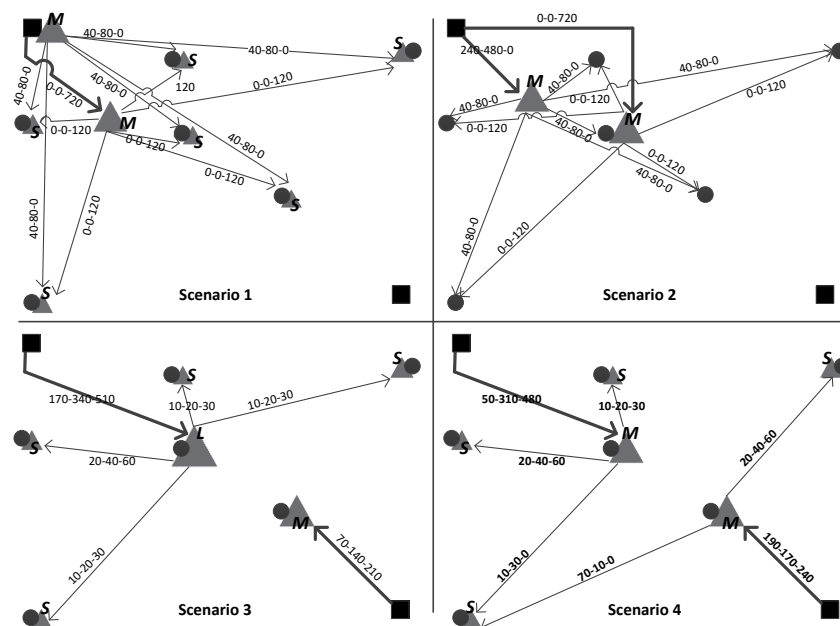 M
40-80-0
40-80-0
S
S
40-80-0
40-80-0
0-0-720
120
0-0-120
S
0-0-120
M
0-0-120
S
40-80-0
0-0-120
S
40-80-0
0-0-120
S
Scenario 1
0-0-720
240-480-0
M
40-80-0
40-80-0
40-80-0
0-0-120
0-0-120
M
0-0-120
40-80-0
0-0-120
40-80-0
40-80-0
0-0-120
Scenario 2
S
S
170-340-510
10-20-30
10-20-30
L
S
20-40-60
M
70-140-210
10-20-30
S
Scenario 3
S
S
50-310-480
10-20-30
M
S
20-40-60
20-40-60
M
190-170-240
10-30-0
70-10-0
S
Scenario 4